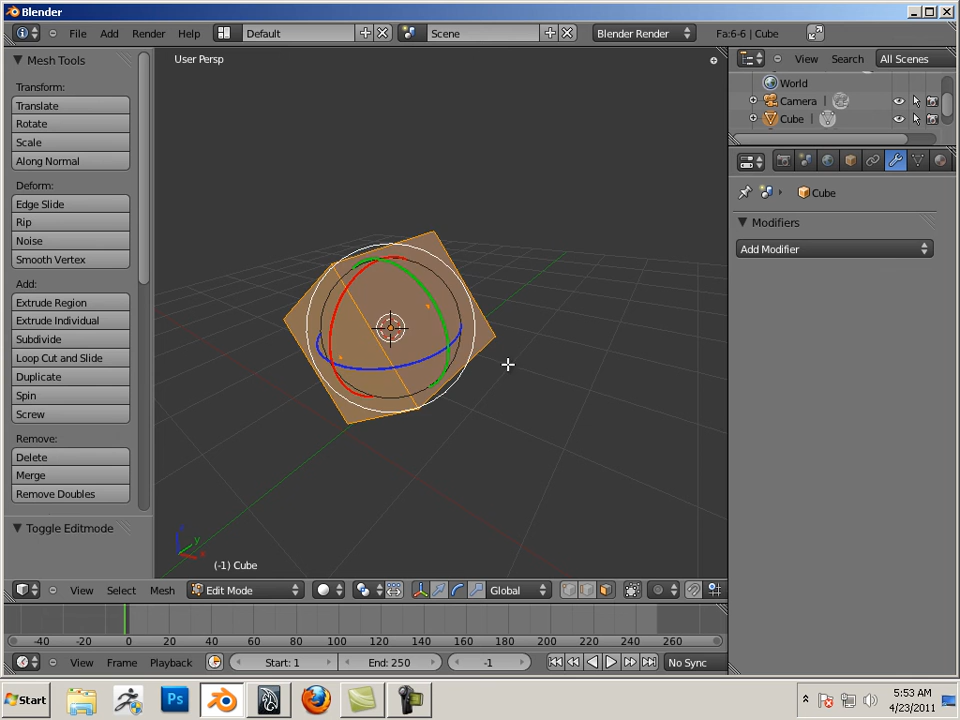 Blender
File Add Render Help Default Scene Blender Render Fa:6-6 | Cube
Mesh Tools
Transform:
Translate
Rotate
Scale
Along Normal
Deform:
Edge Slide
Rip
Noise
Smooth Vertex
Add:
Extrude Region
Extrude Individual
Subdivide
Loop Cut and Slide
Duplicate
Spin
Screw
Remove:
Delete
Merge
Remove Doubles
Toggle Editmode
User Persp
y
x
(-1) Cube
View Select Mesh Edit Mode Global
View Search All Scenes
World
Camera
Cube
Cube
Modifiers
Add Modifier
-40 -20 0 20 40 60 80 100 120 140 160 180 200 220 240 260
View Frame Playback Start: 1 End: 250 -1 No Sync
Start Ps 5:53 AM
4/23/2011